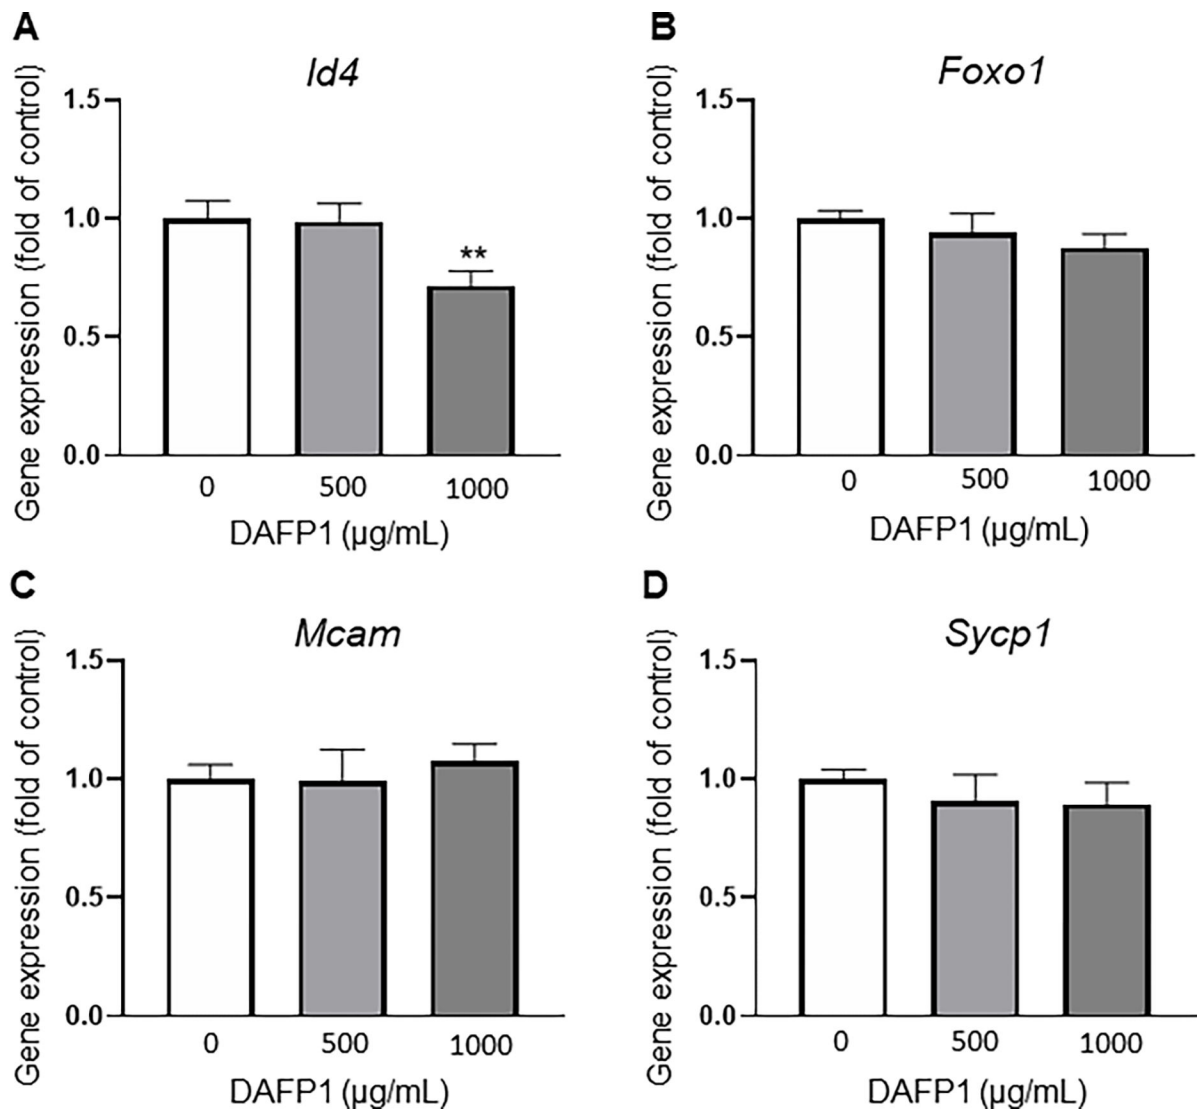 A
Id4
Gene expression (fold of control)
1.5
1.0
0.5
0.0
**
0 500 1000
DAFP1 (µg/mL)
B
Foxo1
Gene expression (fold of control)
1.5
1.0
0.5
0.0
0 500 1000
DAFP1 (µg/mL)
C
Mcam
Gene expression (fold of control)
1.5
1.0
0.5
0.0
0 500 1000
DAFP1 (µg/mL)
D
Sycp1
Gene expression (fold of control)
1.5
1.0
0.5
0.0
0 500 1000
DAFP1 (µg/mL)